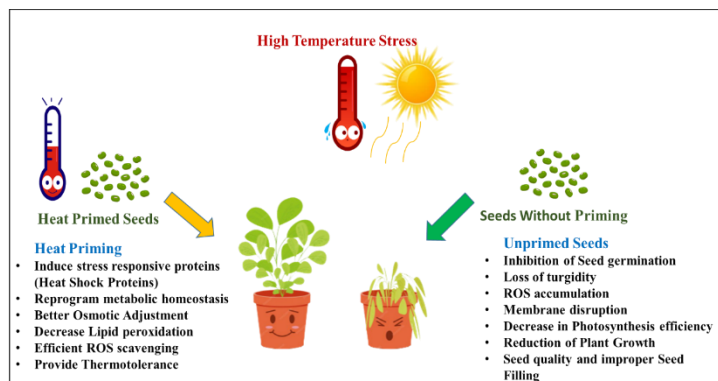 High Temperature Stress
Heat Primed Seeds
Seeds Without Priming
Heat Priming
• Induce stress responsive proteins
(Heat Shock Proteins)
• Reprogram metabolic homeostasis
• Better Osmotic Adjustment
• Decrease Lipid peroxidation
• Efficient ROS scavenging
• Provide Thermotolerance
Unprimed Seeds
• Inhibition of Seed germination
• Loss of turgidity
• ROS accumulation
• Membrane disruption
• Decrease in Photosynthesis efficiency
• Reduction of Plant Growth
• Seed quality and improper Seed
Filling